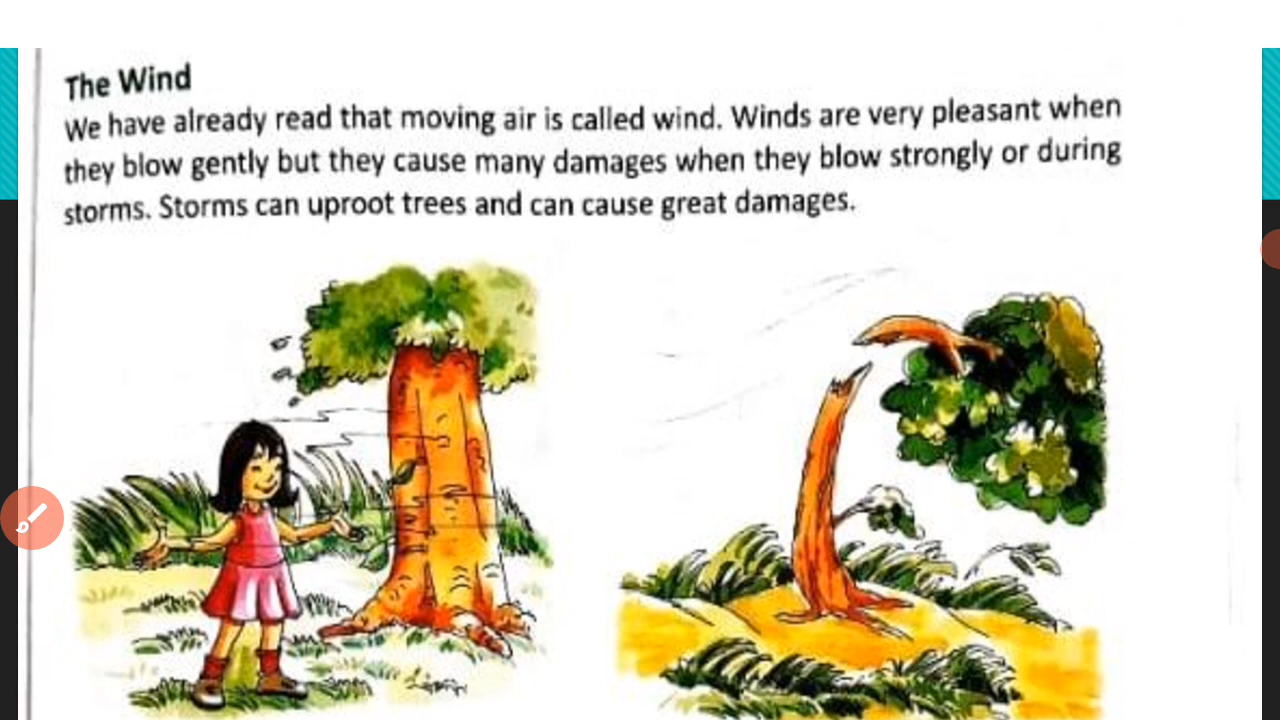 The Wind
We have already read that moving air is called wind. Winds are very pleasant when
they blow gently but they cause many damages when they blow strongly or during
storms. Storms can uproot trees and can cause great damages.